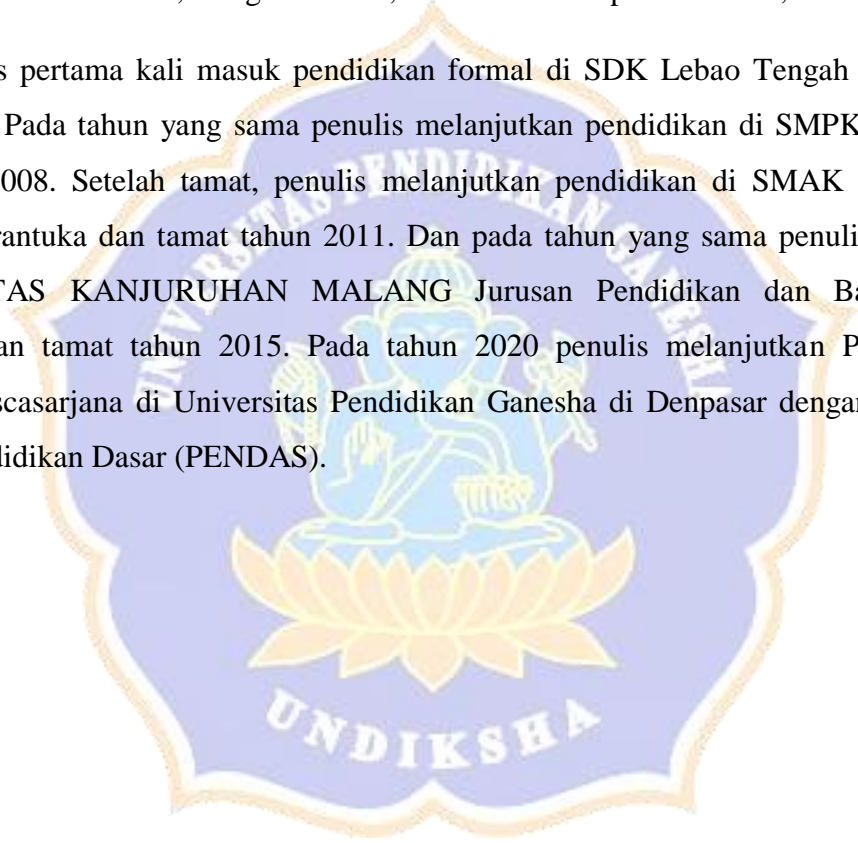 s pertama kali masuk pendidikan formal di SDK Lebao Tengah
Pada tahun yang sama penulis melanjutkan pendidikan di SMPK
008. Setelah tamat, penulis melanjutkan pendidikan di SMAK
rantuka dan tamat tahun 2011. Dan pada tahun yang sama penuli
TAS KANJURUHAN MALANG Jurusan Pendidikan dan Ba
an tamat tahun 2015. Pada tahun 2020 penulis melanjutkan P
scasarjana di Universitas Pendidikan Ganesha di Denpasar dengan
didikan Dasar (PENDAS).
UNIVERSITAS PENDIDIKAN GANESHA
UNDIKSHA